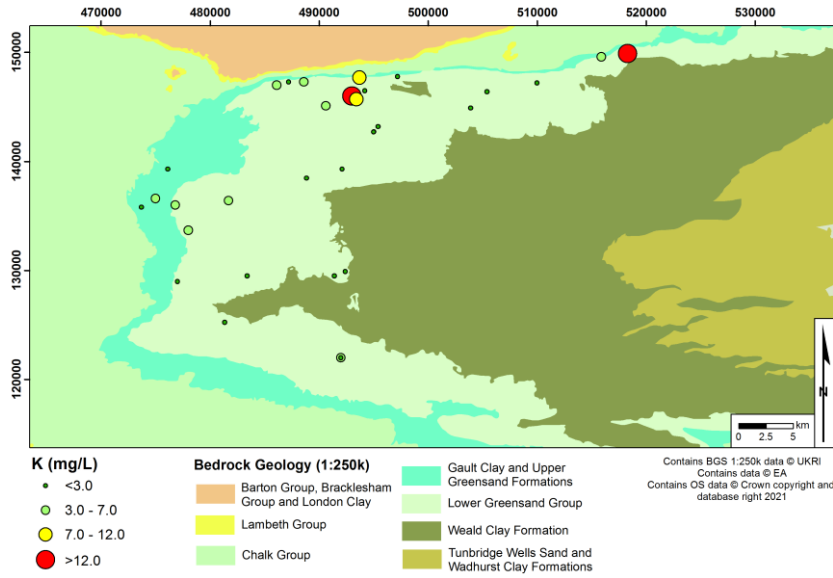 470000 480000 490000 500000 510000 520000 530000
150000
140000
130000
120000
N
0 2.5 5
km
K (mg/L)
<3.0
3.0 - 7.0
7.0 - 12.0
>12.0
Bedrock Geology (1:250k)
Barton Group, Bracklesham
Group and London Clay
Lambeth Group
Chalk Group
Gault Clay and Upper
Greensand Formations
Lower Greensand Group
Weald Clay Formation
Tunbridge Wells Sand and
Wadhurst Clay Formations
Contains BGS 1:250k data © UKRI
Contains data © EA
Contains OS data © Crown copyright and
database right 2021